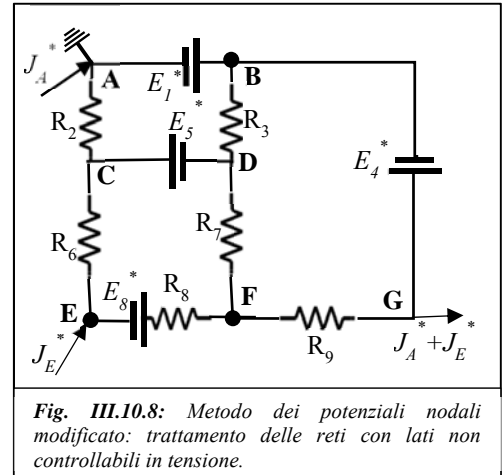 J_A^*
A
E_1^*
B
R_2
E_5^*
R_3
C
D
E_4^*
R_6
R_7
E_8^*
R_8
E
F
G
J_E^*
R_9
J_A^*+J_E^*
Fig. III.10.8: Metodo dei potenziali nodali
modificato: trattamento delle reti con lati non
controllabili in tensione.